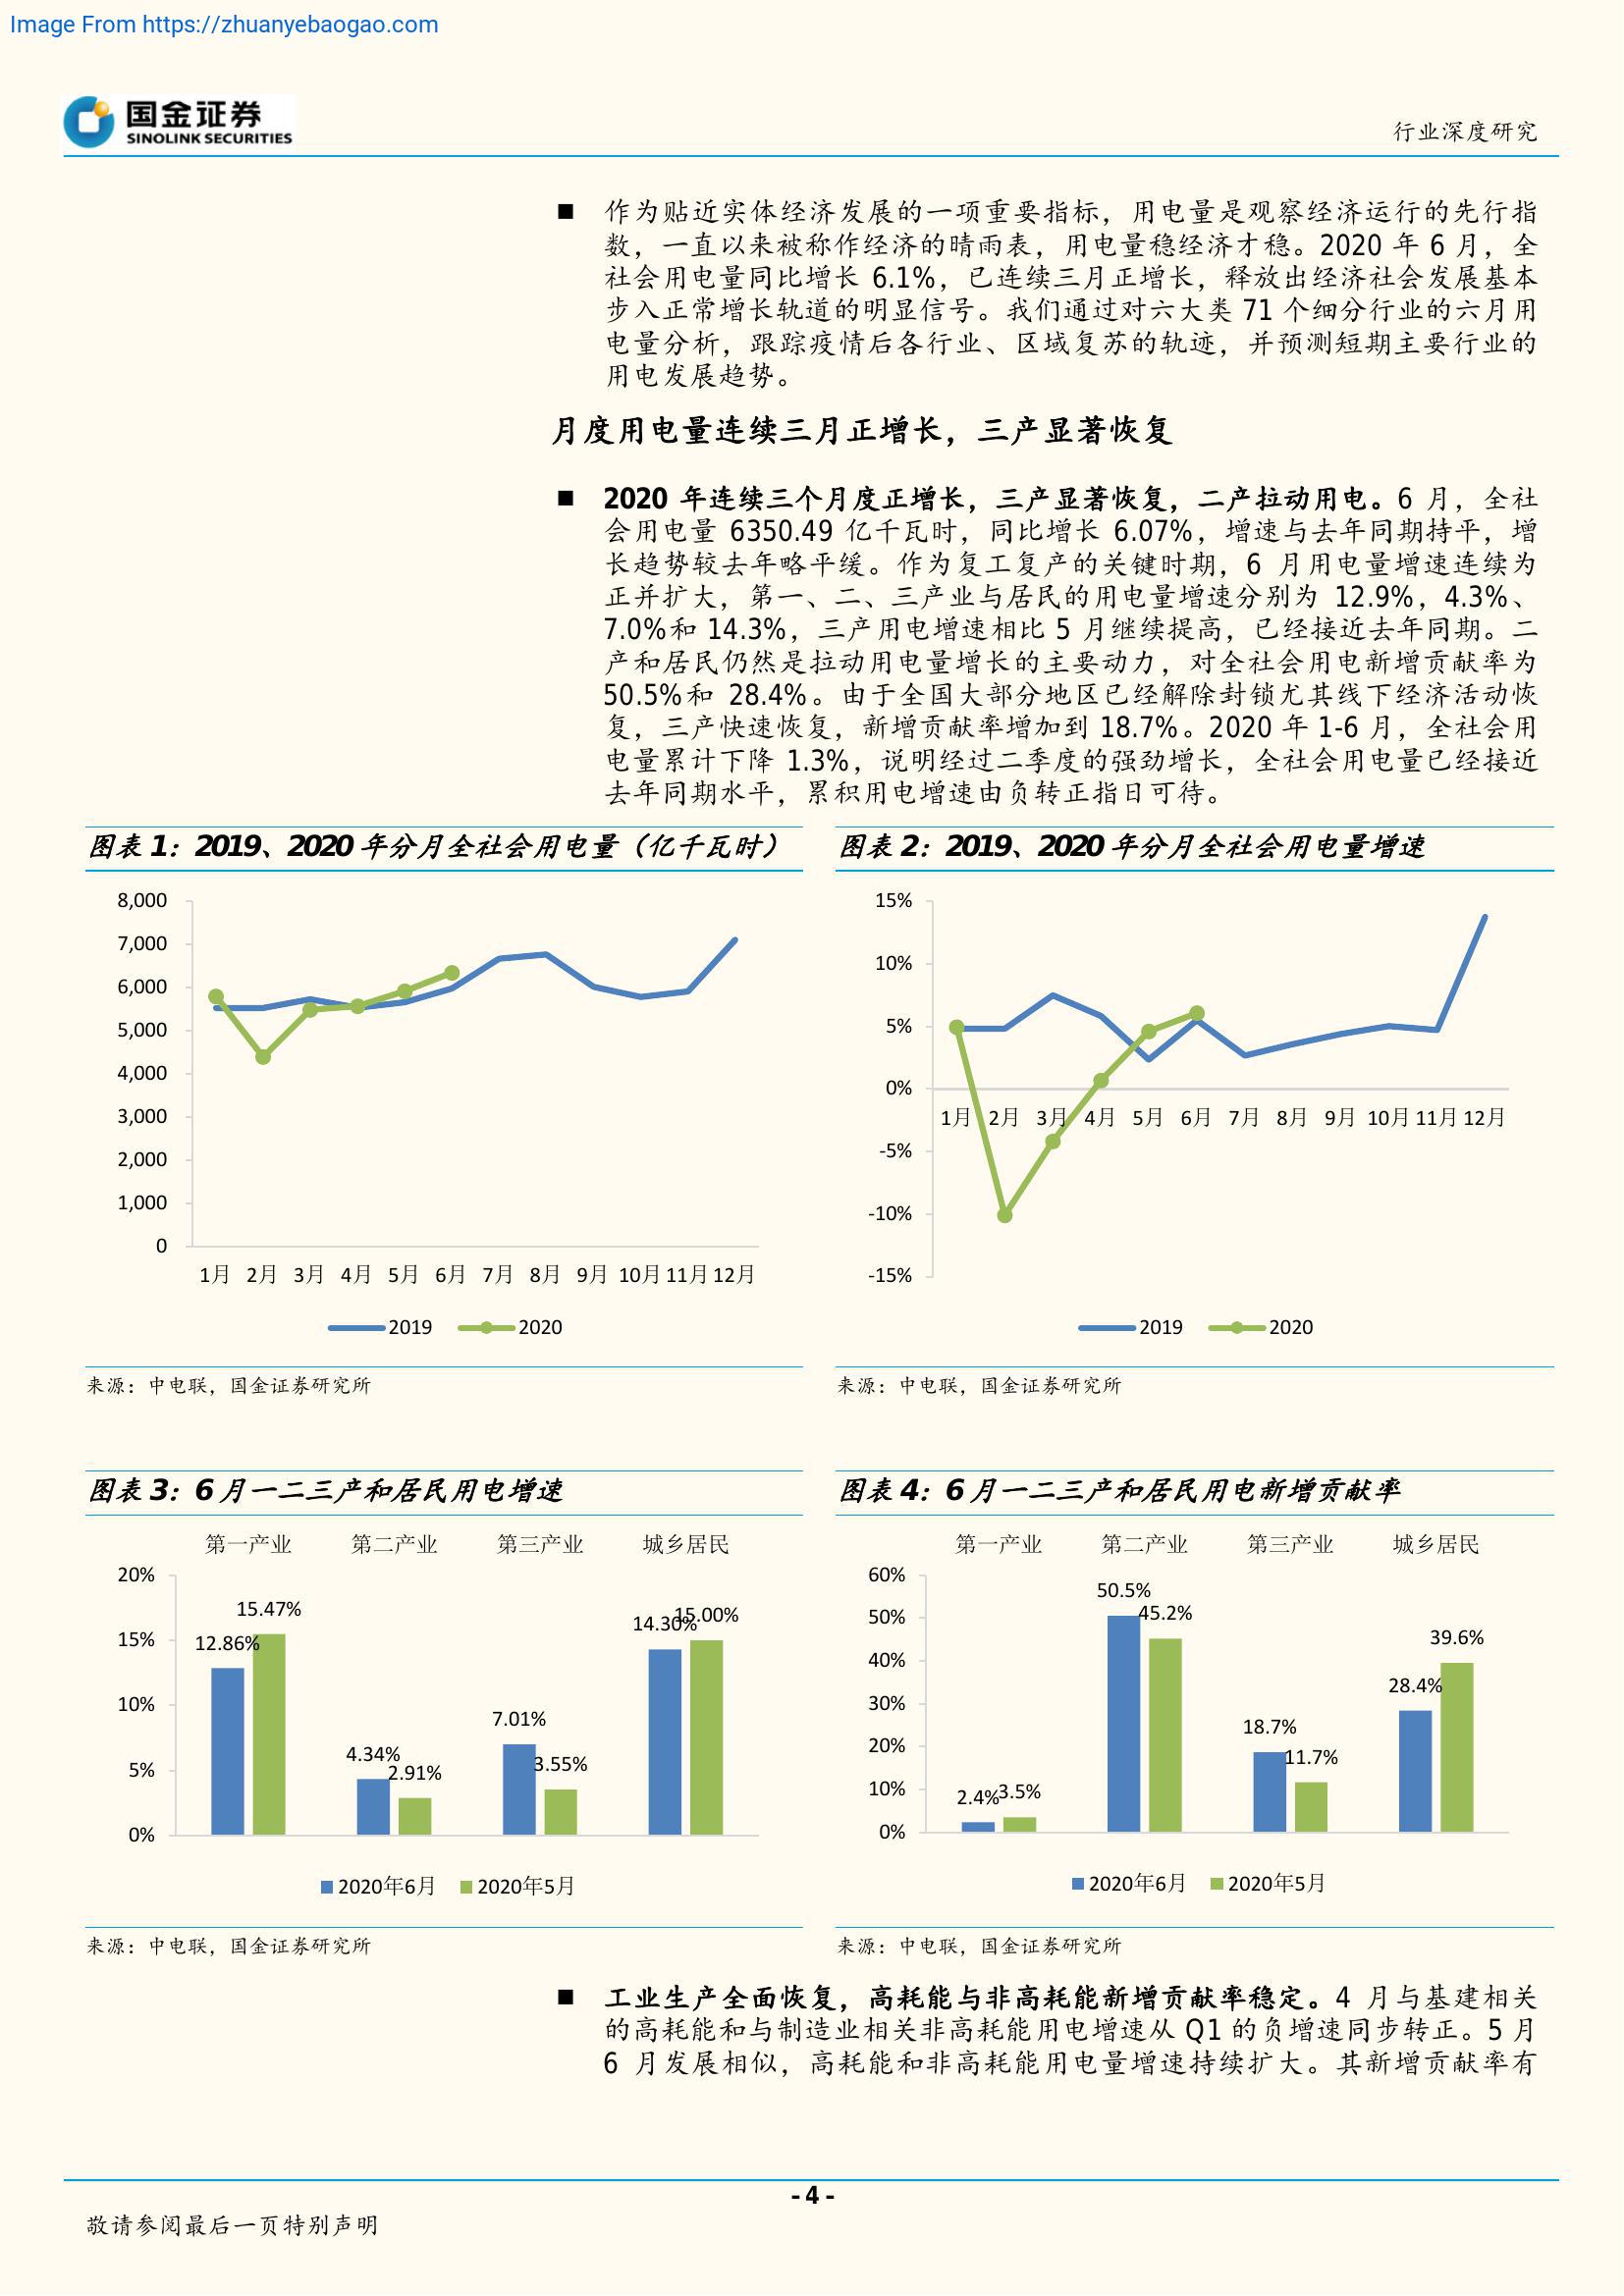 Image From https://zhuanyebaogao.com
国金证券
SINOLINK SECURITIES
行业深度研究
■ 作为贴近实体经济发展的一项重要指标，用电量是观察经济运行的先行指
数，一直以来被称作经济的晴雨表，用电量稳经济才稳。2020 年 6 月，全
社会用电量同比增长 6.1%，已连续三月正增长，释放出经济社会发展基本
步入正常增长轨道的明显信号。我们通过对六大类 71 个细分行业的六月用
电量分析，跟踪疫情后各行业、区域复苏的轨迹，并预测短期主要行业的
用电发展趋势。
月度用电量连续三月正增长，三产显著恢复
■ 2020 年连续三个月度正增长，三产显著恢复，二产拉动用电。6 月，全社
会用电量 6350.49 亿千瓦时，同比增长 6.07%，增速与去年同期持平，增
长趋势较去年略平缓。作为复工复产的关键时期，6 月用电量增速连续为
正并扩大，第一、二、三产业与居民的用电量增速分别为 12.9%，4.3%、
7.0%和 14.3%，三产用电增速相比 5 月继续提高，已经接近去年同期。二
产和居民仍然是拉动用电量增长的主要动力，对全社会用电新增贡献率为
50.5%和 28.4%。由于全国大部分地区已经解除封锁尤其线下经济活动恢
复，三产快速恢复，新增贡献率增加到 18.7%。2020 年 1-6 月，全社会用
电量累计下降 1.3%，说明经过二季度的强劲增长，全社会用电量已经接近
去年同期水平，累积用电增速由负转正指日可待。
图表 1：2019、2020 年分月全社会用电量（亿千瓦时）
8,000
7,000
6,000
5,000
4,000
3,000
2,000
1,000
0
1月 2月 3月 4月 5月 6月 7月 8月 9月 10月 11月 12月
2019 2020
来源：中电联，国金证券研究所
图表 2：2019、2020 年分月全社会用电量增速
15%
10%
5%
0%
1月 2月 3月 4月 5月 6月 7月 8月 9月 10月 11月 12月
-5%
-10%
-15%
2019 2020
来源：中电联，国金证券研究所
图表 3：6 月一二三产和居民用电增速
第一产业 第二产业 第三产业 城乡居民
20%
15%
10%
5%
0%
12.86% 15.47%
4.34% 2.91%
7.01% 3.55%
14.30% 15.00%
2020年6月 2020年5月
来源：中电联，国金证券研究所
图表 4：6 月一二三产和居民用电新增贡献率
第一产业 第二产业 第三产业 城乡居民
60%
50%
40%
30%
20%
10%
0%
2.4% 3.5%
50.5% 45.2%
18.7% 11.7%
28.4% 39.6%
2020年6月 2020年5月
来源：中电联，国金证券研究所
■ 工业生产全面恢复，高耗能与非高耗能新增贡献率稳定。4 月与基建相关
的高耗能和与制造业相关非高耗能用电增速从 Q1 的负增速同步转正。5 月
6 月发展相似，高耗能和非高耗能用电量增速持续扩大。其新增贡献率有
- 4 -
敬请参阅最后一页特别声明